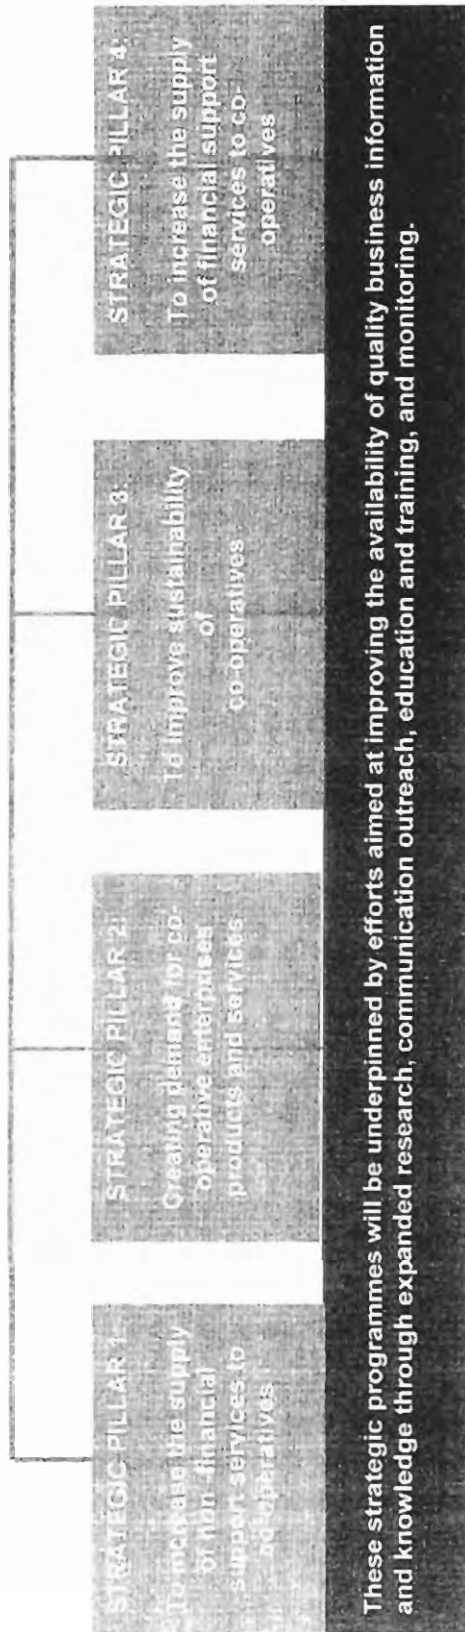 STRATEGIC PILLAR 1:
To increase the supply
of non-financial
support services to
co-operatives
STRATEGIC PILLAR 2:
Creating demand for co-
operative enterprises
products and services
STRATEGIC PILLAR 3:
To improve sustainability
of
co-operatives
STRATEGIC PILLAR 4:
To increase the supply
of financial support
services to co-
operatives
These strategic programmes will be underpinned by efforts aimed at improving the availability of quality business information
and knowledge through expanded research, communication outreach, education and training, and monitoring.